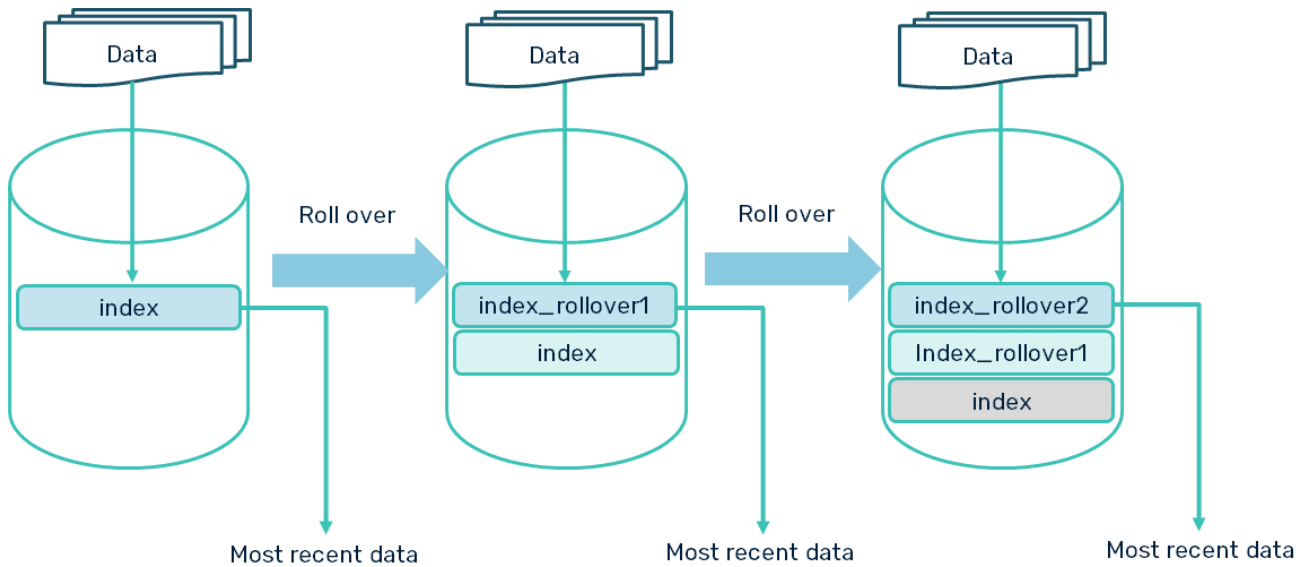 Data
Data
Data
Roll over
Roll over
index
index_rollover1
index
index_rollover2
Index_rollover1
index
Most recent data
Most recent data
Most recent data